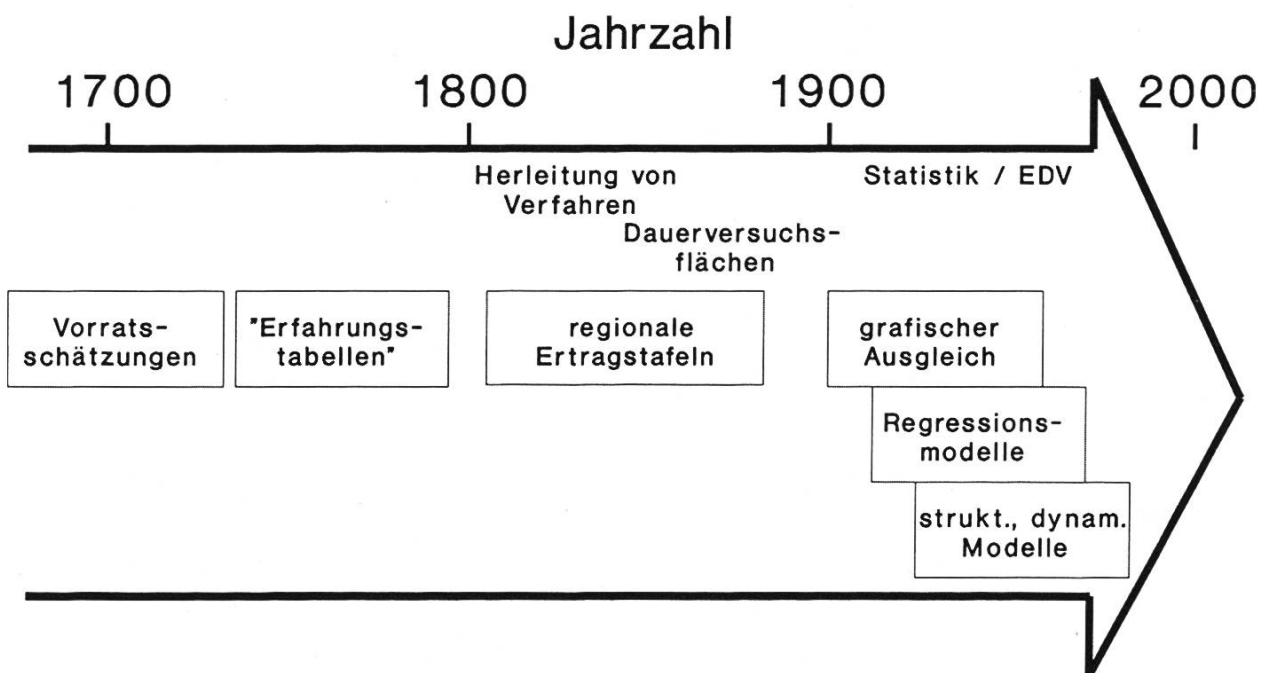 Jahrzahl
1700
1800
1900
2000
Herleitung von
Verfahren
Statistik / EDV
Dauerversuchs-
flächen
Vorrats-
schätzungen
"Erfahrungs-
tabellen"
regionale
Ertragstafeln
grafischer
Ausgleich
Regressions-
modelle
strukt., dynam.
Modelle